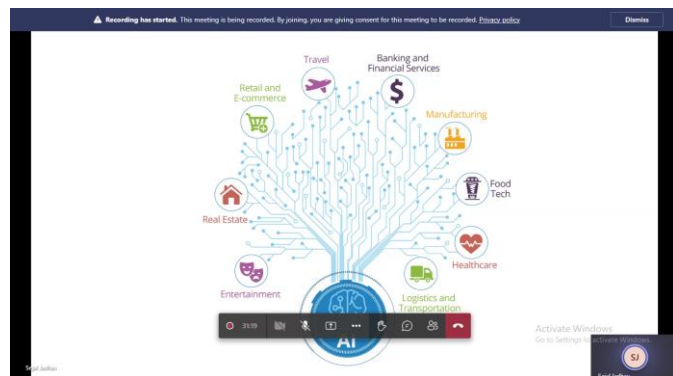 Recording has started. This meeting is being recorded. By joining, you are giving consent for this meeting to be recorded. Privacy policy
Dismiss
Travel
Banking and
Financial Services
Retail and
E-commerce
Manufacturing
Food
Tech
Real Estate
Healthcare
Entertainment
Logistics and
Transportation
31:19
AI
Activate Windows
Go to Settings to activate Windows.
SJ